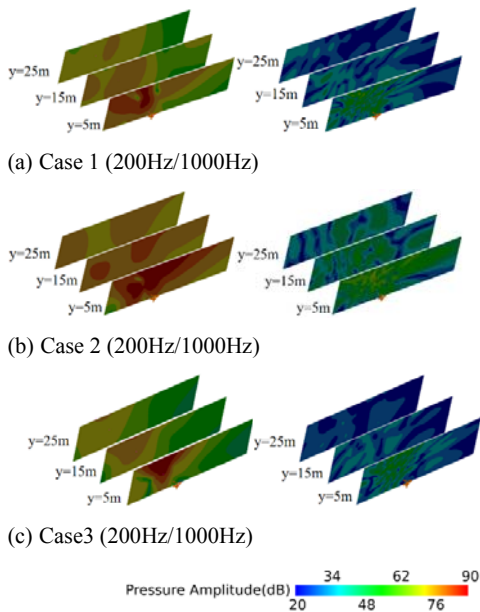 y=25m
y=15m
y=5m
y=25m
y=15m
y=5m
(a) Case 1 (200Hz/1000Hz)
y=25m
y=15m
y=5m
y=25m
y=15m
y=5m
(b) Case 2 (200Hz/1000Hz)
y=25m
y=15m
y=5m
y=25m
y=15m
y=5m
(c) Case3 (200Hz/1000Hz)
34 62 90
Pressure Amplitude(dB)
20 48 76